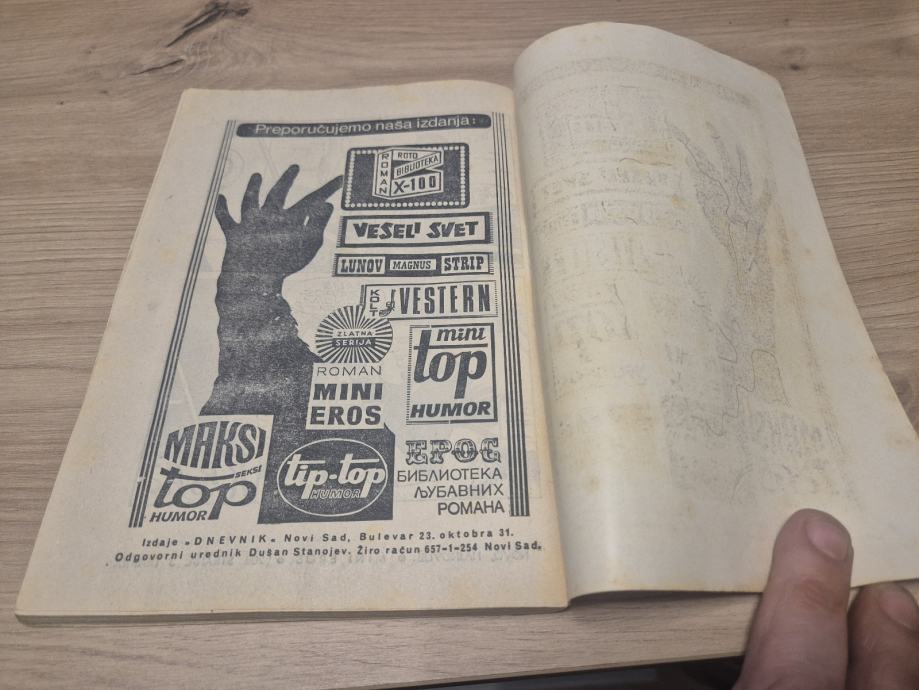 Preporučujemo naša izdanja:
ROMAN
ROTO
BIBLIOTEKA
X-100
VESELI SVET
LUNOV MAGNUS STRIP
KOLT
VESTERN
ZLATNA
SERIJA
ROMAN
MINI
EROS
mini
top
HUMOR
MAKSI
SEKSI
top
HUMOR
tip-top
HUMOR
EPOC
БИБЛИОТЕКА
ЉУБАВНИХ
РОМАНА
Izdaje „DNEVNIK„ Novi Sad, Bulevar 23. oktobra 31.
Odgovorni urednik Dušan Stanojev. Žiro račun 657-1-254 Novi Sad.